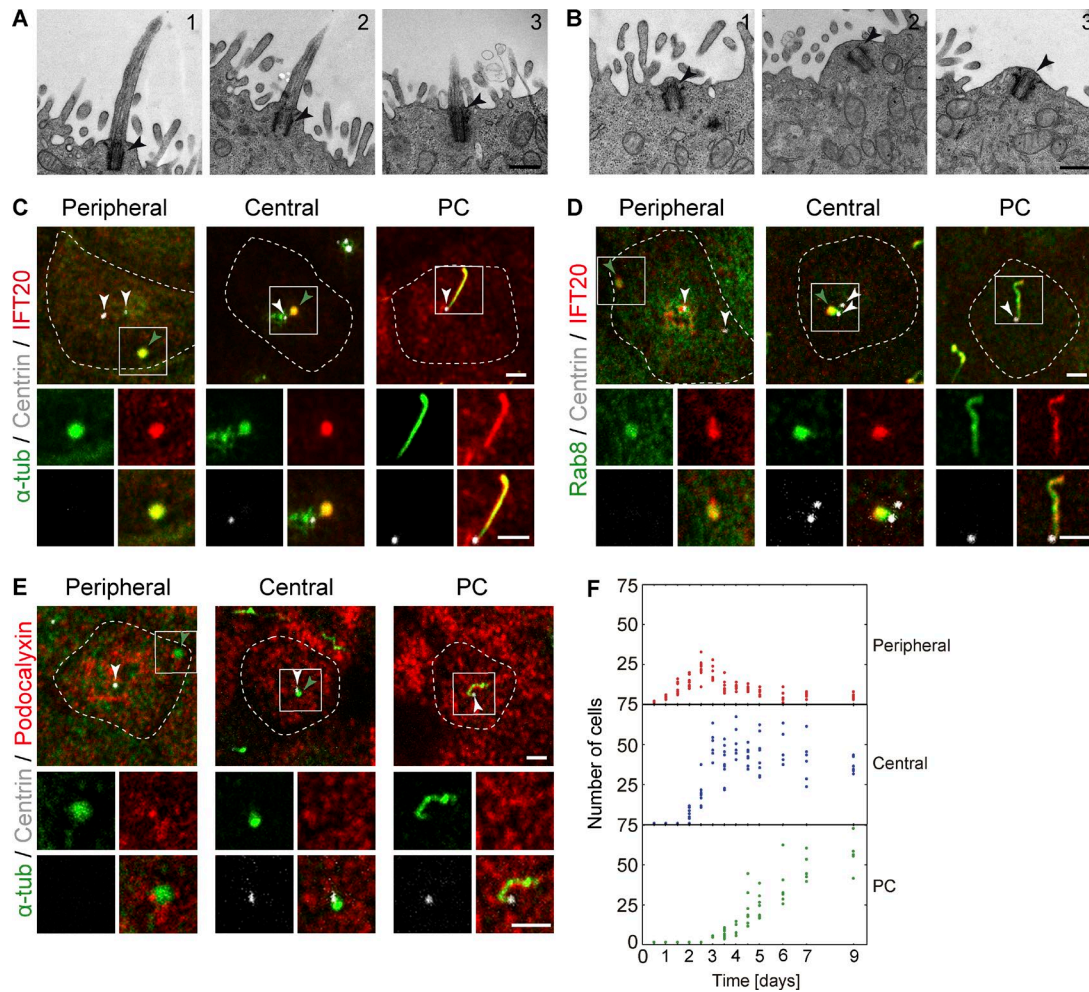 A
1
2
3
B
1
2
3
C
Peripheral
Central
PC
α-tub / Centrin / IFT20
D
Peripheral
Central
PC
Rab8 / Centrin / IFT20
E
Peripheral
Central
PC
α-tub / Centrin / Podocalyxin
F
75
50
25
75
50
25
75
50
25
0
Number of cells
Peripheral
Central
PC
0 1 2 3 4 5 6 7 9
Time [days]